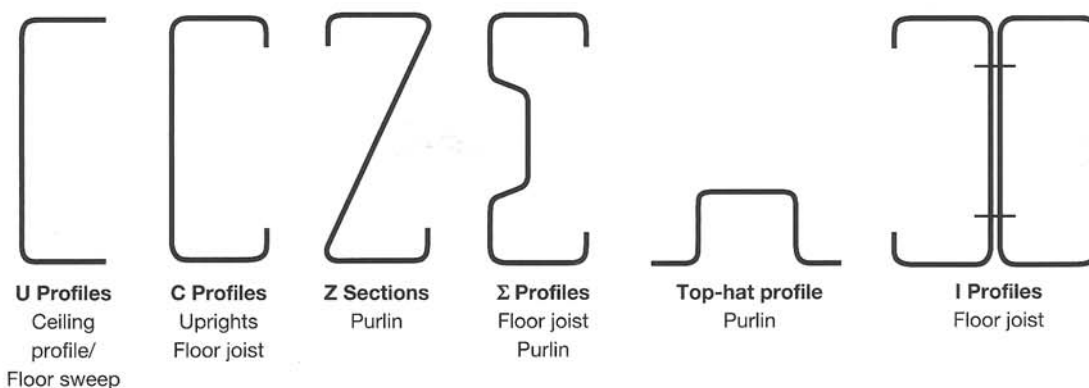 U Profiles
Ceiling
profile/
Floor sweep
C Profiles
Uprights
Floor joist
Z Sections
Purlin
Σ Profiles
Floor joist
Purlin
Top-hat profile
Purlin
I Profiles
Floor joist